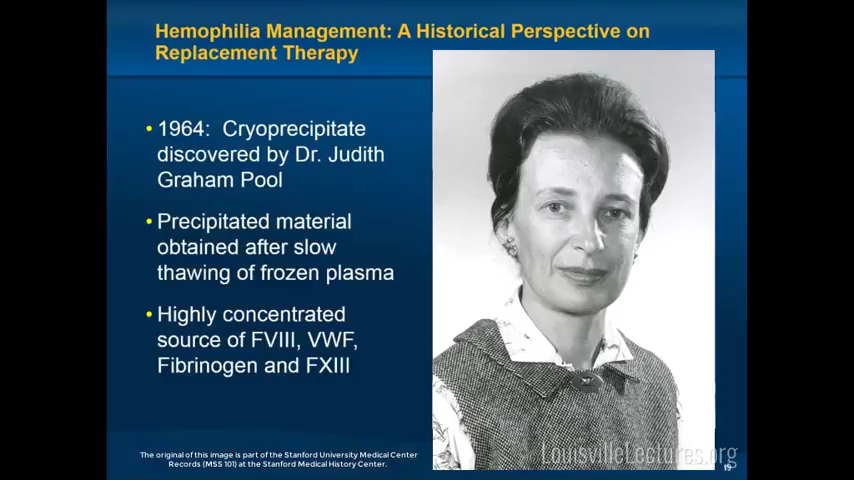 Hemophilia Management: A Historical Perspective on
Replacement Therapy
• 1964: Cryoprecipitate
discovered by Dr. Judith
Graham Pool
• Precipitated material
obtained after slow
thawing of frozen plasma
• Highly concentrated
source of FVIII, VWF,
Fibrinogen and FXIII
The original of this image is part of the Stanford University Medical Center
Records (MSS 101) at the Stanford Medical History Center.
LouisvilleLectures.org
19